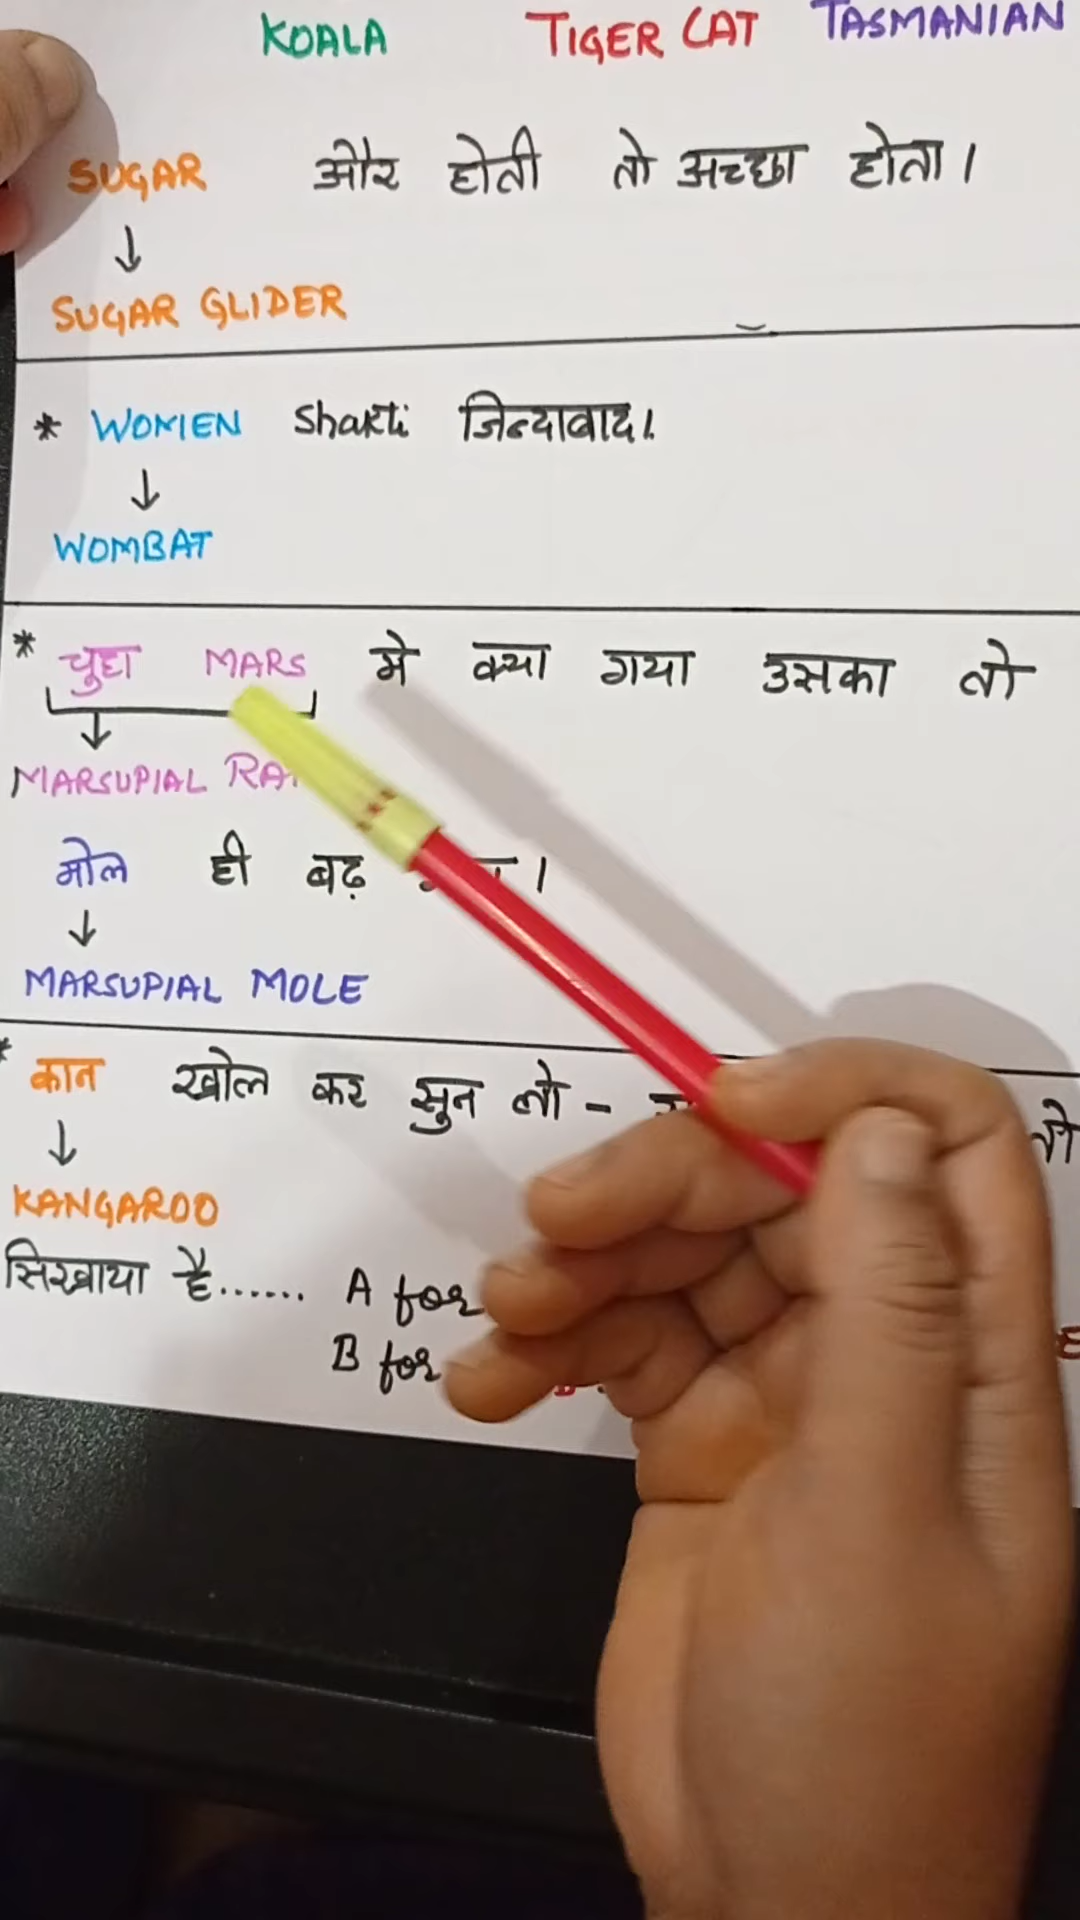 KOALA TIGER CAT TASMANIAN
SUGAR और होती तो अच्छा होता।
↓
SUGAR GLIDER
* WOMEN Shakti जिन्दाबाद।
↓
WOMBAT
* चुहा MARS मे क्या गया उसका तो
↓
MARSUPIAL
मोल ही बढ़ ।
↓
MARSUPIAL MOLE
* कान खोल कर सुन लो -
↓
KANGAROO
सिखाया है...... A for
B for